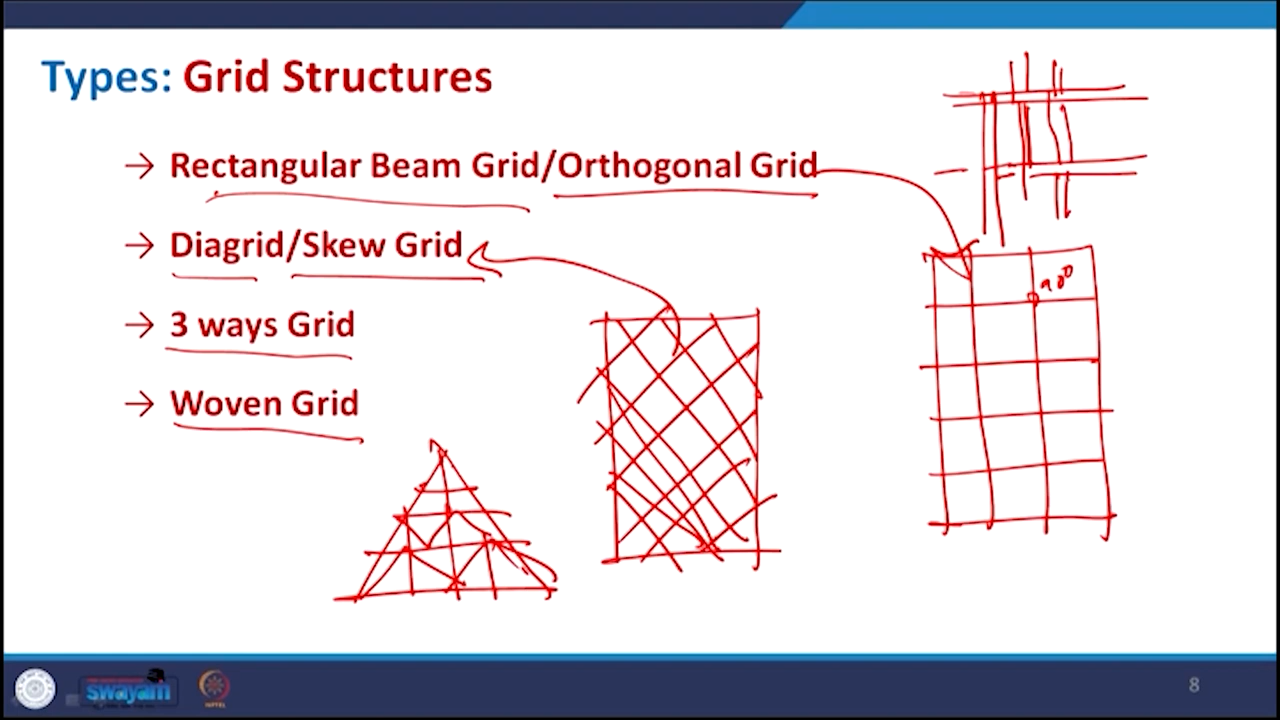 Types: Grid Structures
→ Rectangular Beam Grid/Orthogonal Grid
→ Diagrid/Skew Grid
→ 3 ways Grid
→ Woven Grid
90°
swayam
8